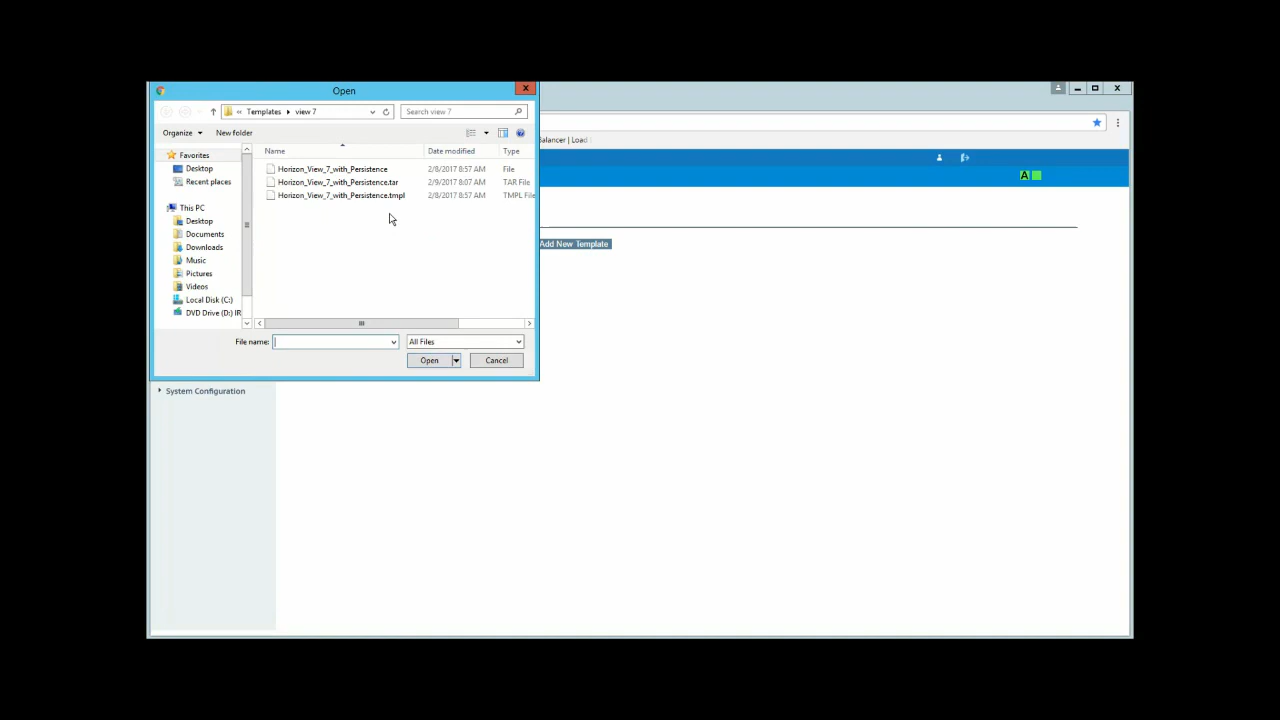 Open
Templates
view 7
Search view 7
Organize
New folder
Name
Date modified
Type
Favorites
Desktop
Recent places
This PC
Desktop
Documents
Downloads
Music
Pictures
Videos
Local Disk (C:)
DVD Drive (D:) IR
Horizon_View_7_with_Persistence 2/8/2017 8:57 AM File
Horizon_View_7_with_Persistence.tar 2/9/2017 8:07 AM TAR File
Horizon_View_7_with_Persistence.tmpl 2/8/2017 8:57 AM TMPL File
File name:
All Files
Open
Cancel
Balancer | Load
A
Add New Template
System Configuration